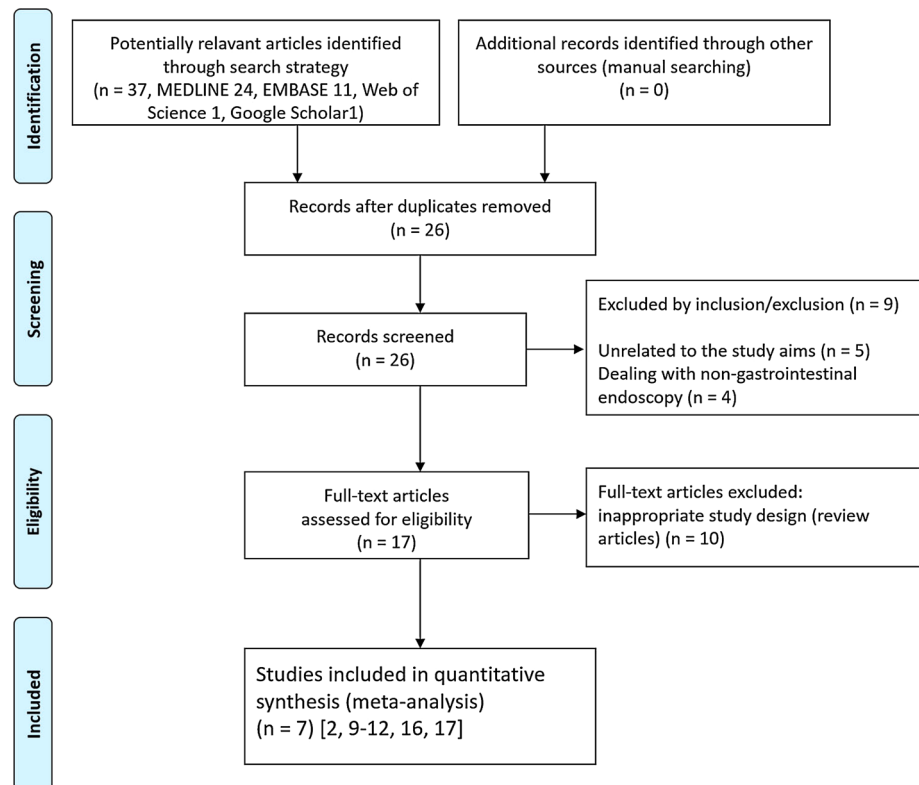 Identification
Potentially relavant articles identified
through search strategy
(n = 37, MEDLINE 24, EMBASE 11, Web of
Science 1, Google Scholar1)
Additional records identified through other
sources (manual searching)
(n = 0)
Records after duplicates removed
(n = 26)
Screening
Records screened
(n = 26)
Excluded by inclusion/exclusion (n = 9)
Unrelated to the study aims (n = 5)
Dealing with non-gastrointestinal
endoscopy (n = 4)
Eligibility
Full-text articles
assessed for eligibility
(n = 17)
Full-text articles excluded:
inappropriate study design (review
articles) (n = 10)
Included
Studies included in quantitative
synthesis (meta-analysis)
(n = 7) [2, 9-12, 16, 17]